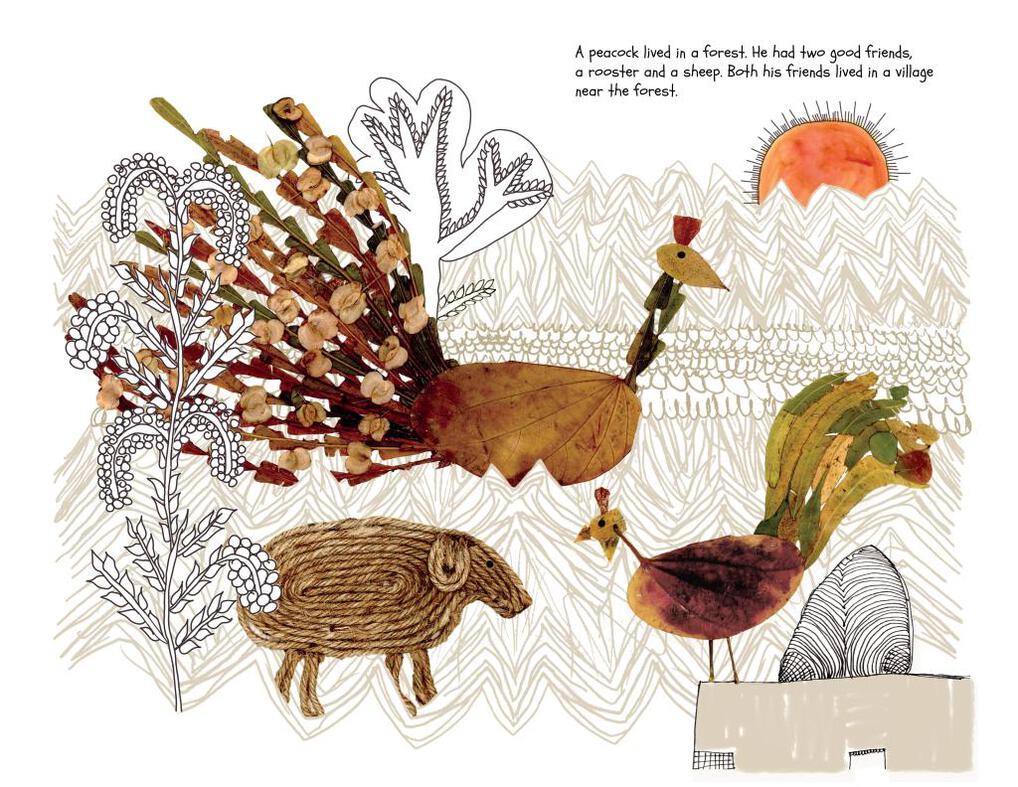 A peacock lived in a forest. He had two good friends,
a rooster and a sheep. Both his friends lived in a village
near the forest.